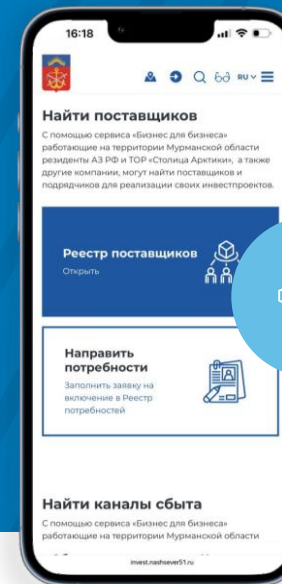 16:18
RU
Найти поставщиков
С помощью сервиса «Бизнес для бизнеса»
работающие на территории Мурманской области
резиденты АЗ РФ и ТОР «Столица Арктики», а также
другие компании, могут найти поставщиков и
подрядчиков для реализации своих инвестпроектов.
Реестр поставщиков
Открыть
Направить
потребности
Заполнить заявку на
включение в Реестр
потребностей
Найти каналы сбыта
С помощью сервиса «Бизнес для бизнеса»
работающие на территории Мурманской области
invest.nashsever51.ru